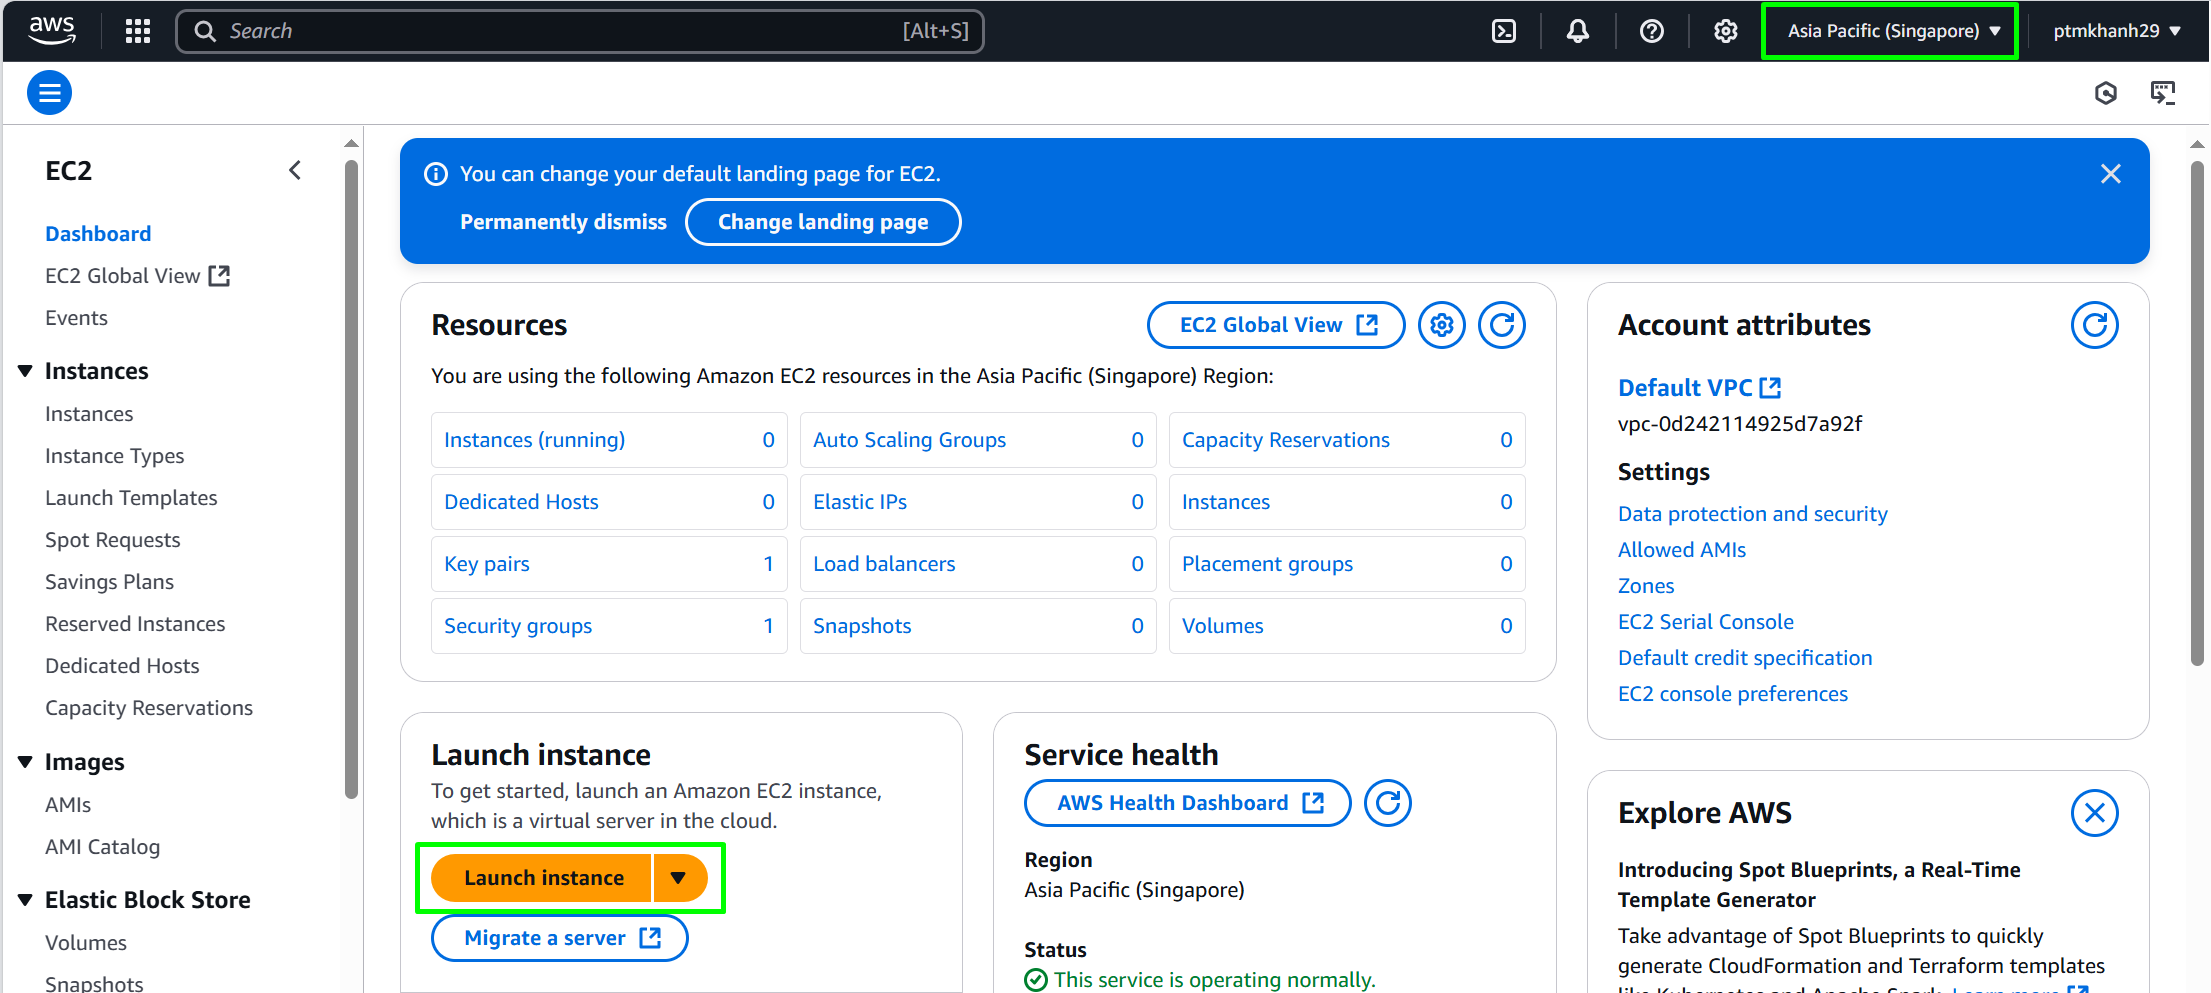 aws
Search [Alt+S]
Asia Pacific (Singapore)
ptmkhanh29
EC2
Dashboard
EC2 Global View
Events
Instances
Instances
Instance Types
Launch Templates
Spot Requests
Savings Plans
Reserved Instances
Dedicated Hosts
Capacity Reservations
Images
AMIs
AMI Catalog
Elastic Block Store
Volumes
Snapshots
You can change your default landing page for EC2.
Permanently dismiss
Change landing page
Resources
EC2 Global View
You are using the following Amazon EC2 resources in the Asia Pacific (Singapore) Region:
Instances (running) 0
Auto Scaling Groups 0
Capacity Reservations 0
Dedicated Hosts 0
Elastic IPs 0
Instances 0
Key pairs 1
Load balancers 0
Placement groups 0
Security groups 1
Snapshots 0
Volumes 0
Launch instance
To get started, launch an Amazon EC2 instance,
which is a virtual server in the cloud.
Launch instance
Migrate a server
Service health
AWS Health Dashboard
Region
Asia Pacific (Singapore)
Status
This service is operating normally.
Account attributes
Default VPC
vpc-0d242114925d7a92f
Settings
Data protection and security
Allowed AMIs
Zones
EC2 Serial Console
Default credit specification
EC2 console preferences
Explore AWS
Introducing Spot Blueprints, a Real-Time
Template Generator
Take advantage of Spot Blueprints to quickly
generate CloudFormation and Terraform templates
like Kubernetes and Apache Spark. Learn more